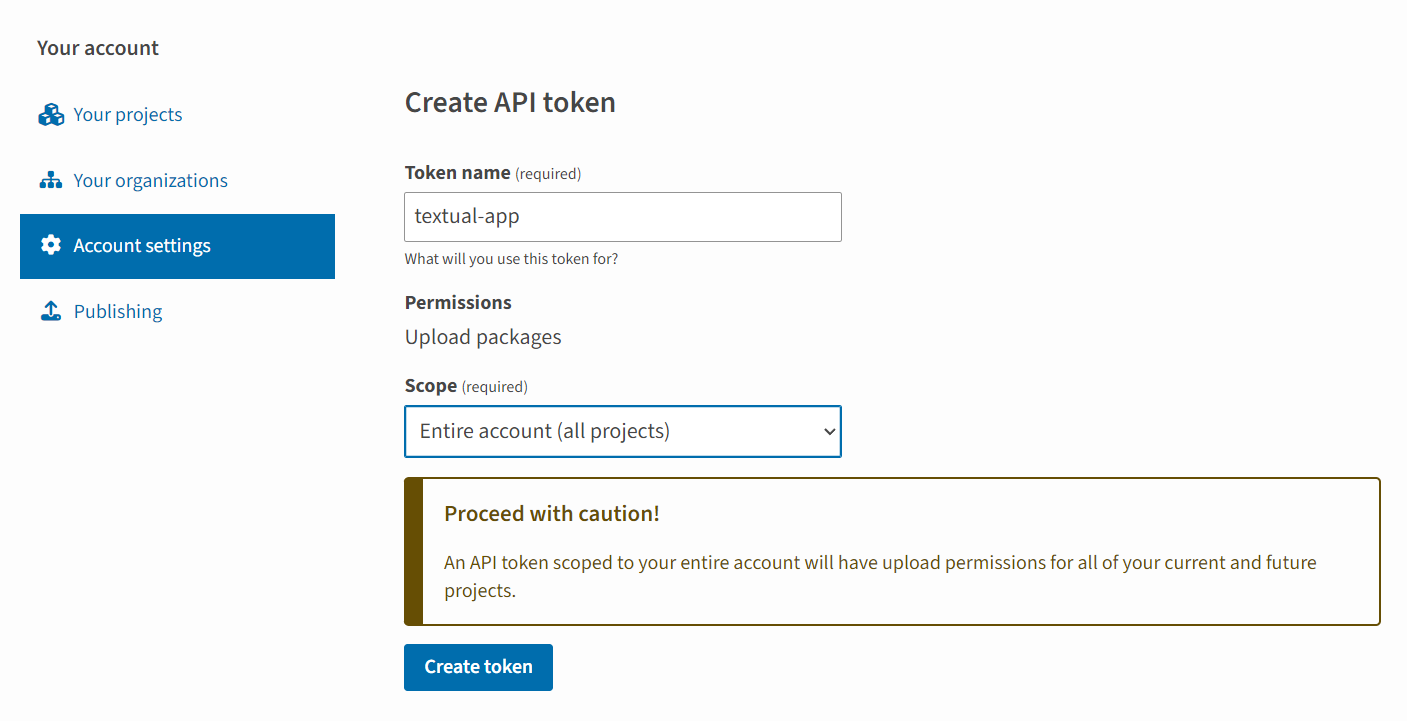 Your account
Your projects
Your organizations
Account settings
Publishing
Create API token
Token name (required)
textual-app
What will you use this token for?
Permissions
Upload packages
Scope (required)
Entire account (all projects)
Proceed with caution!
An API token scoped to your entire account will have upload permissions for all of your current and future
projects.
Create token